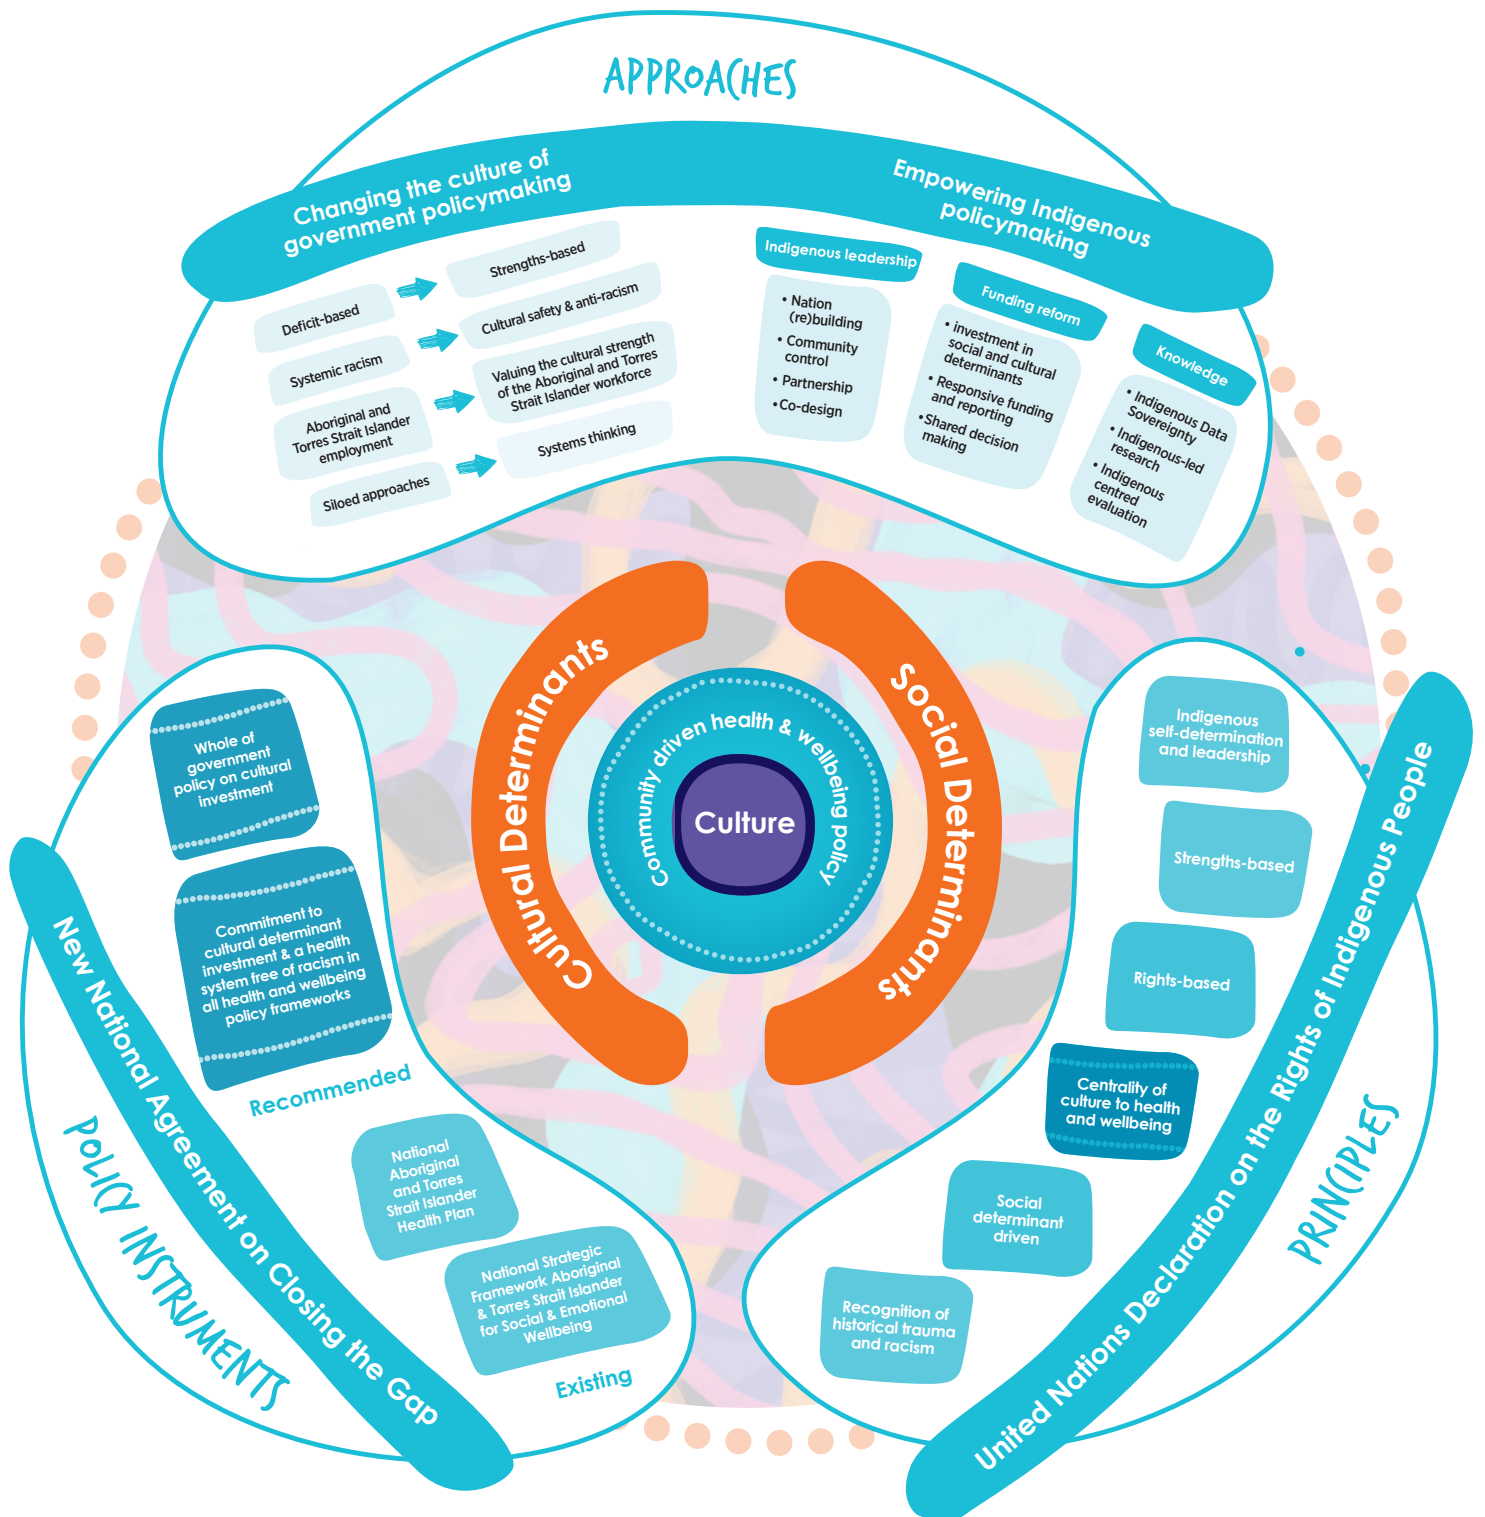 APPROACHES
Changing the culture of
government policymaking
Deficit-based
Strengths-based
Systemic racism
Cultural safety & anti-racism
Aboriginal and
Torres Strait Islander
employment
Valuing the cultural strength
of the Aboriginal and Torres
Strait Islander workforce
Siloed approaches
Systems thinking
Empowering Indigenous
policymaking
Indigenous leadership
• Nation
(re)building
• Community
control
• Partnership
•Co-design
Funding reform
• investment in
social and cultural
determinants
• Responsive funding
and reporting
•Shared decision
making
Knowledge
• Indigenous Data
Sovereignty
• Indigenous-led
research
• Indigenous
centred
evaluation
Cultural Determinants
Social Determinants
Community driven health & wellbeing policy
Culture
POLICY INSTRUMENTS
New National Agreement on Closing the Gap
Whole of
government
policy on cultural
investment
Commitment to
cultural determinant
investment & a health
system free of racism in
all health and wellbeing
policy frameworks
Recommended
National
Aboriginal
and Torres
Strait Islander
Health Plan
National Strategic
Framework Aboriginal
& Torres Strait Islander
for Social & Emotional
Wellbeing
Existing
PRINCIPLES
United Nations Declaration on the Rights of Indigenous People
Indigenous
self-determination
and leadership
Strengths-based
Rights-based
Centrality of
culture to health
and wellbeing
Social
determinant
driven
Recognition of
historical trauma
and racism